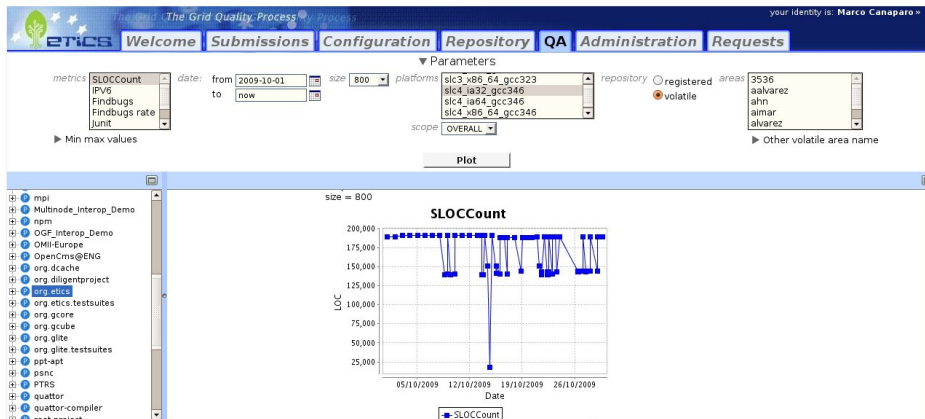 The Grid Quality Process
your identity is: Marco Canaparo »
eTICS
Welcome Submissions Configuration Repository QA Administration Requests
▼ Parameters
metrics SLOCCount IPV6 Findbugs Findbugs rate Junit
date: from 2009-10-01
to now
size 800
platforms slc3_x86_64_gcc323 slc4_ia32_gcc346 slc4_ia64_gcc346 slc4_x86_64_gcc346
repository registered volatile
areas 3536 aalvarez ahn aimar alvarez
scope OVERALL
▶ Min max values
▶ Other volatile area name
Plot
mpi
Multinode_Interop_Demo
npm
OGF_Interop_Demo
OMII-Europe
OpenCms@ENG
org.dcache
org.diligentproject
org.etics
org.etics.testsuites
org.gcore
org.gcube
org.glite
org.glite.testsuites
ppt-apt
psnc
PTRS
quattor
quattor-compiler
size = 800
SLOCCount
200,000
175,000
150,000
125,000
100,000
75,000
50,000
25,000
LOC
05/10/2009 12/10/2009 19/10/2009 26/10/2009
Date
SLOCCount